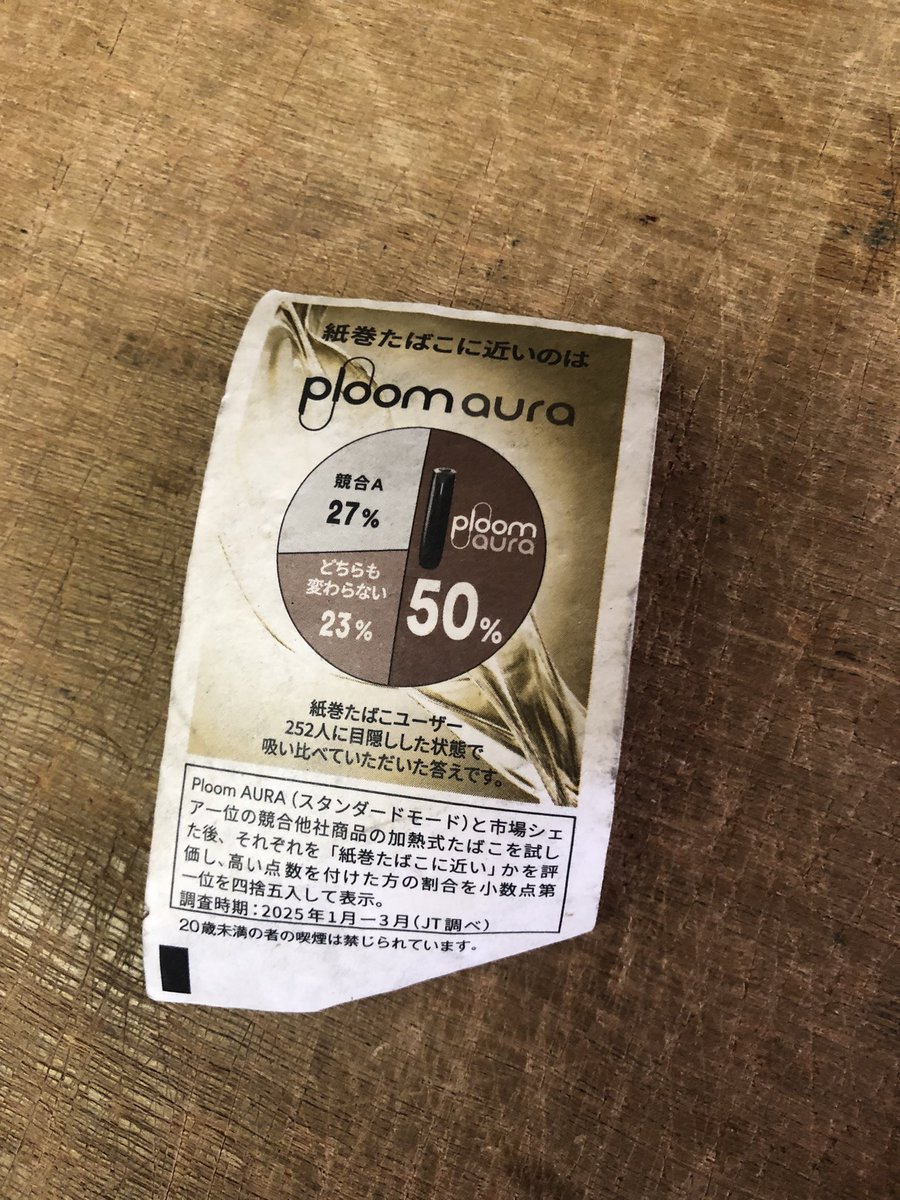 紙巻たばこに近いのは
ploom aura
競合A
27%
ploom
aura
50%
どちらも
変わらない
23%
紙巻たばこユーザー
252人に目隠しした状態で
吸い比べていただいた答えです。
Ploom AURA（スタンダードモード）と市場シェ
ア一位の競合他社商品の加熱式たばこを試し
た後、それぞれを「紙巻たばこに近い」かを評
価し、高い点数を付けた方の割合を小数点第
一位を四捨五入して表示。
調査時期：2025年1月ー3月（JT調べ）
20歳未満の者の喫煙は禁じられています。